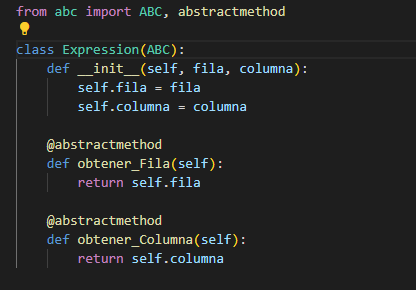 from abc import ABC, abstractmethod
class Expression(ABC):
    def __init__(self, fila, columna):
        self.fila = fila
        self.columna = columna
    @abstractmethod
    def obtener_Fila(self):
        return self.fila
    @abstractmethod
    def obtener_Columna(self):
        return self.columna